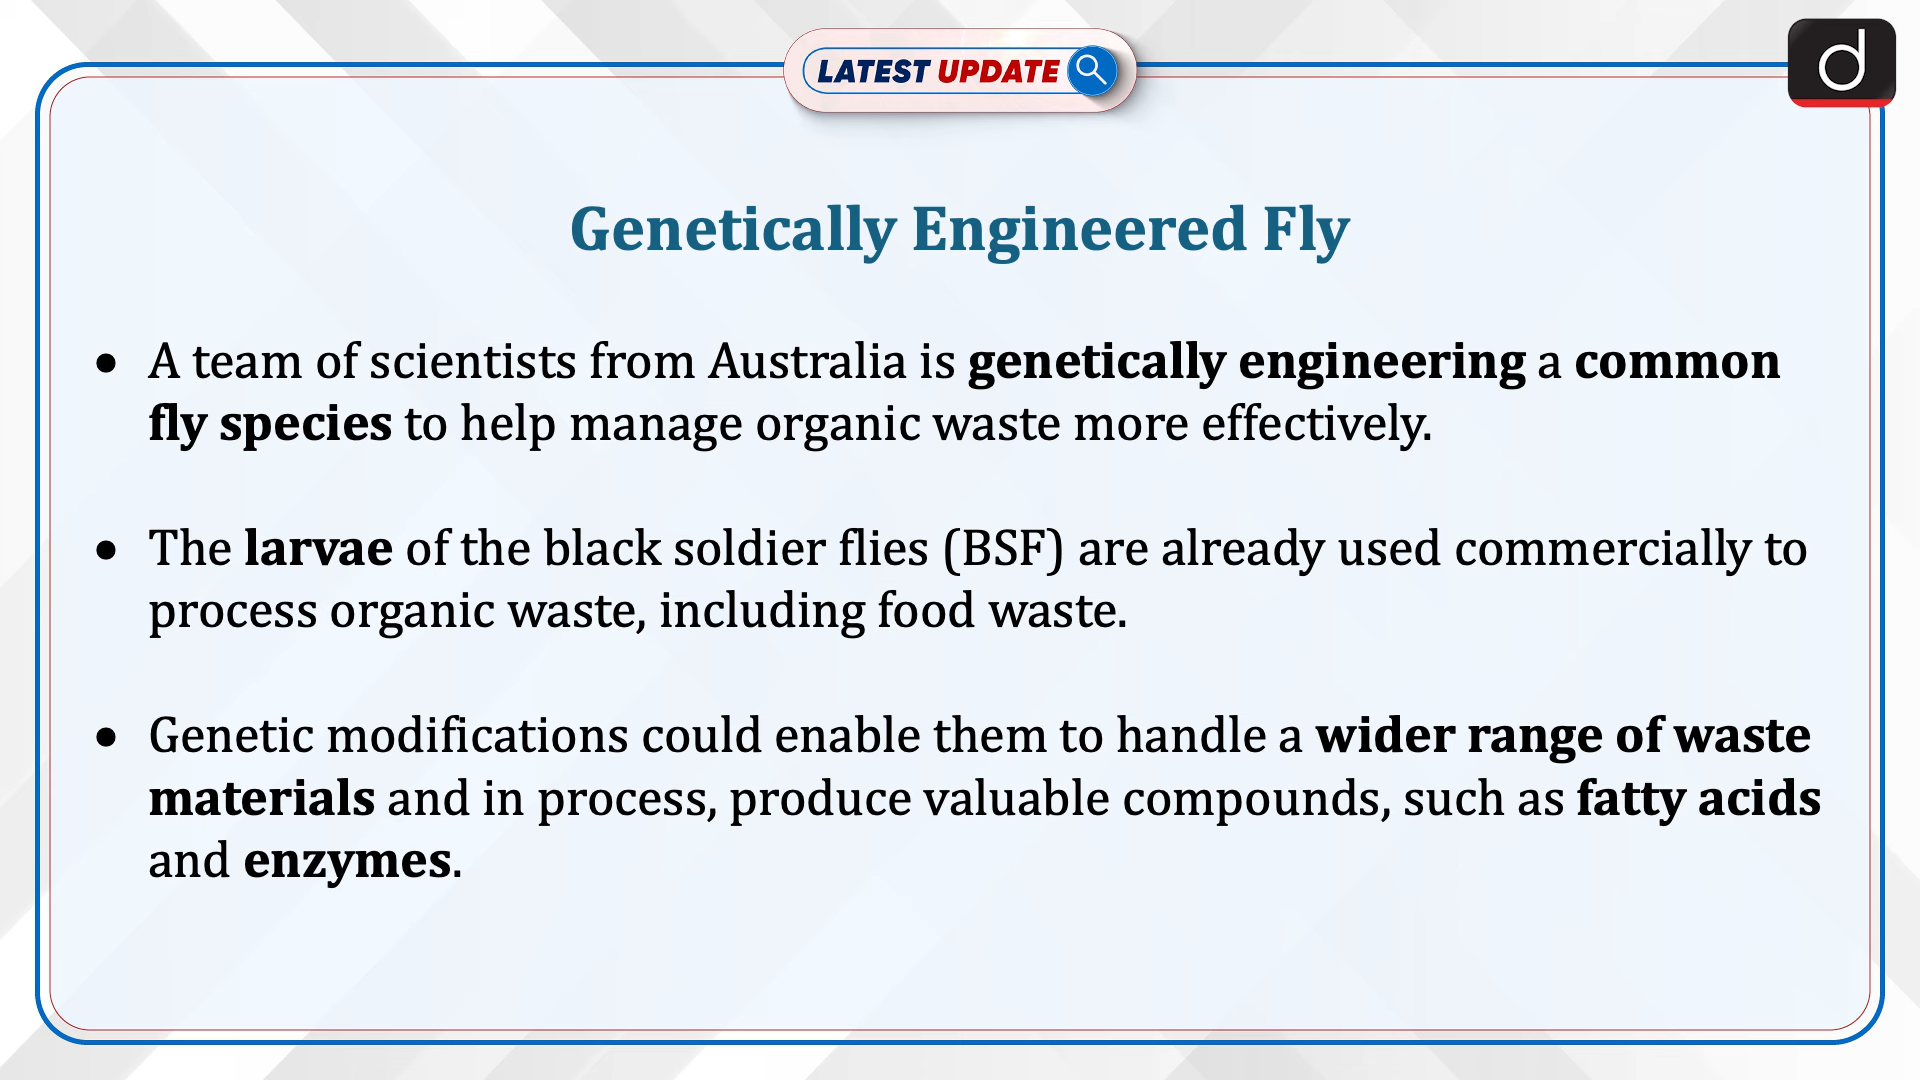 LATEST UPDATE
d
Genetically Engineered Fly
• A team of scientists from Australia is genetically engineering a common
fly species to help manage organic waste more effectively.
• The larvae of the black soldier flies (BSF) are already used commercially to
process organic waste, including food waste.
• Genetic modifications could enable them to handle a wider range of waste
materials and in process, produce valuable compounds, such as fatty acids
and enzymes.